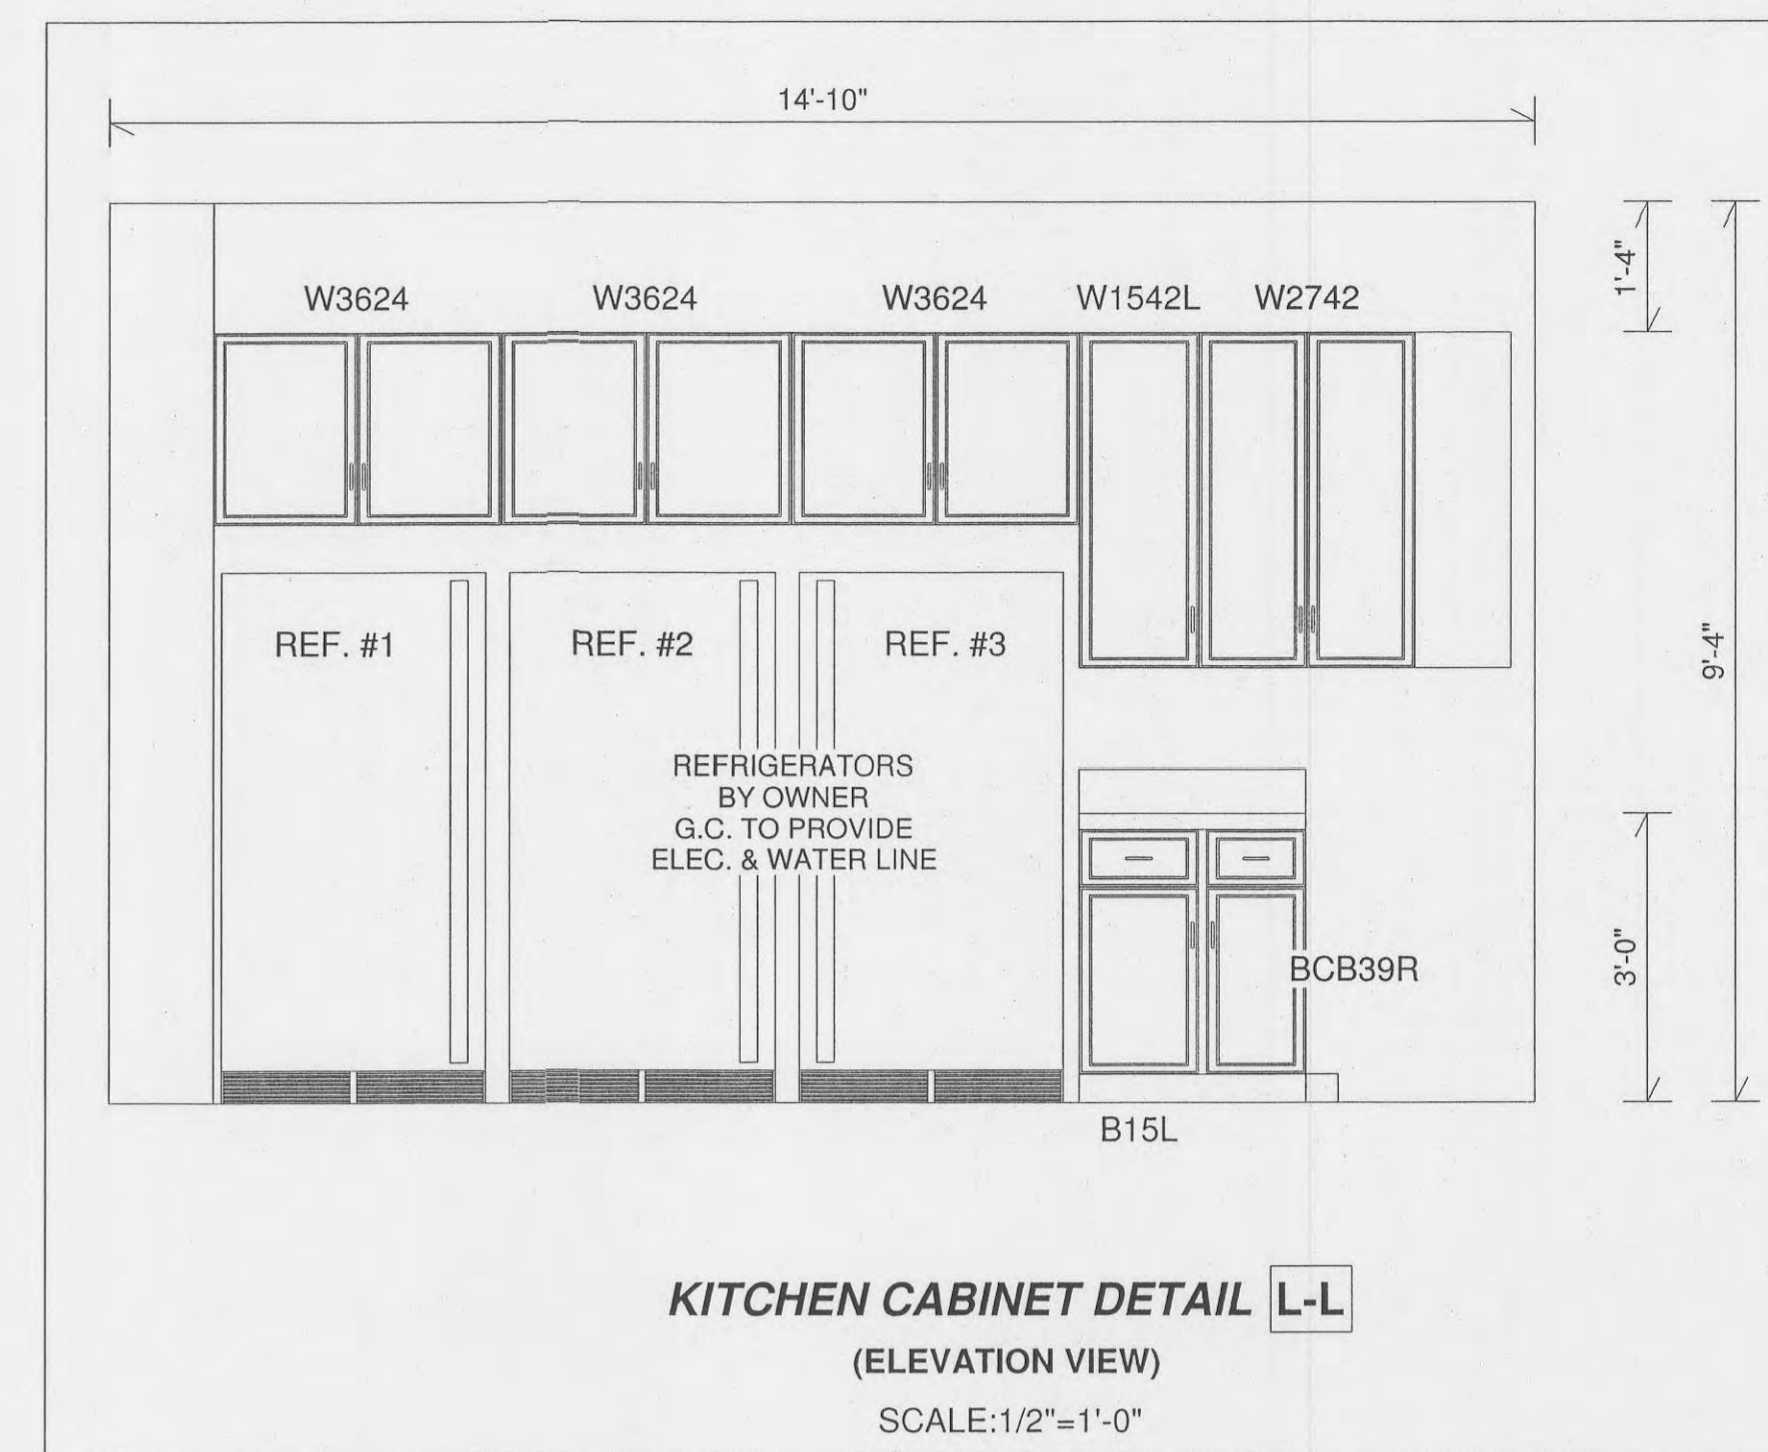 14'-10"
1'-4"
W3624 W3624 W3624 W1542L W2742
9'-4"
REF. #1 REF. #2 REF. #3
REFRIGERATORS
BY OWNER
G.C. TO PROVIDE
ELEC. & WATER LINE
3'-0"
BCB39R
B15L
KITCHEN CABINET DETAIL L-L
(ELEVATION VIEW)
SCALE:1/2"=1'-0"